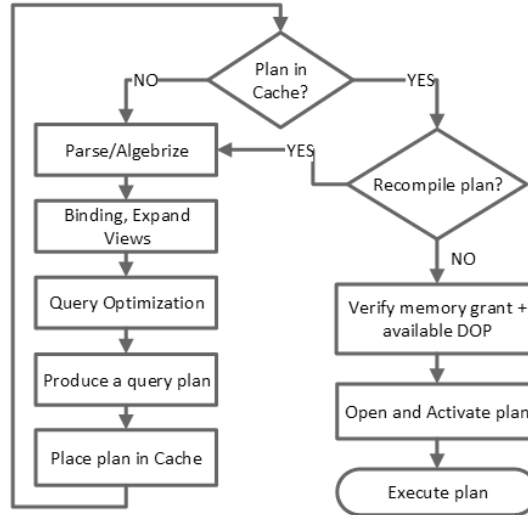 Plan in
Cache?
NO
YES
Parse/Algebrize
YES
Recompile plan?
Binding, Expand
Views
NO
Query Optimization
Verify memory grant +
available DOP
Produce a query plan
Open and Activate plan
Place plan in Cache
Execute plan